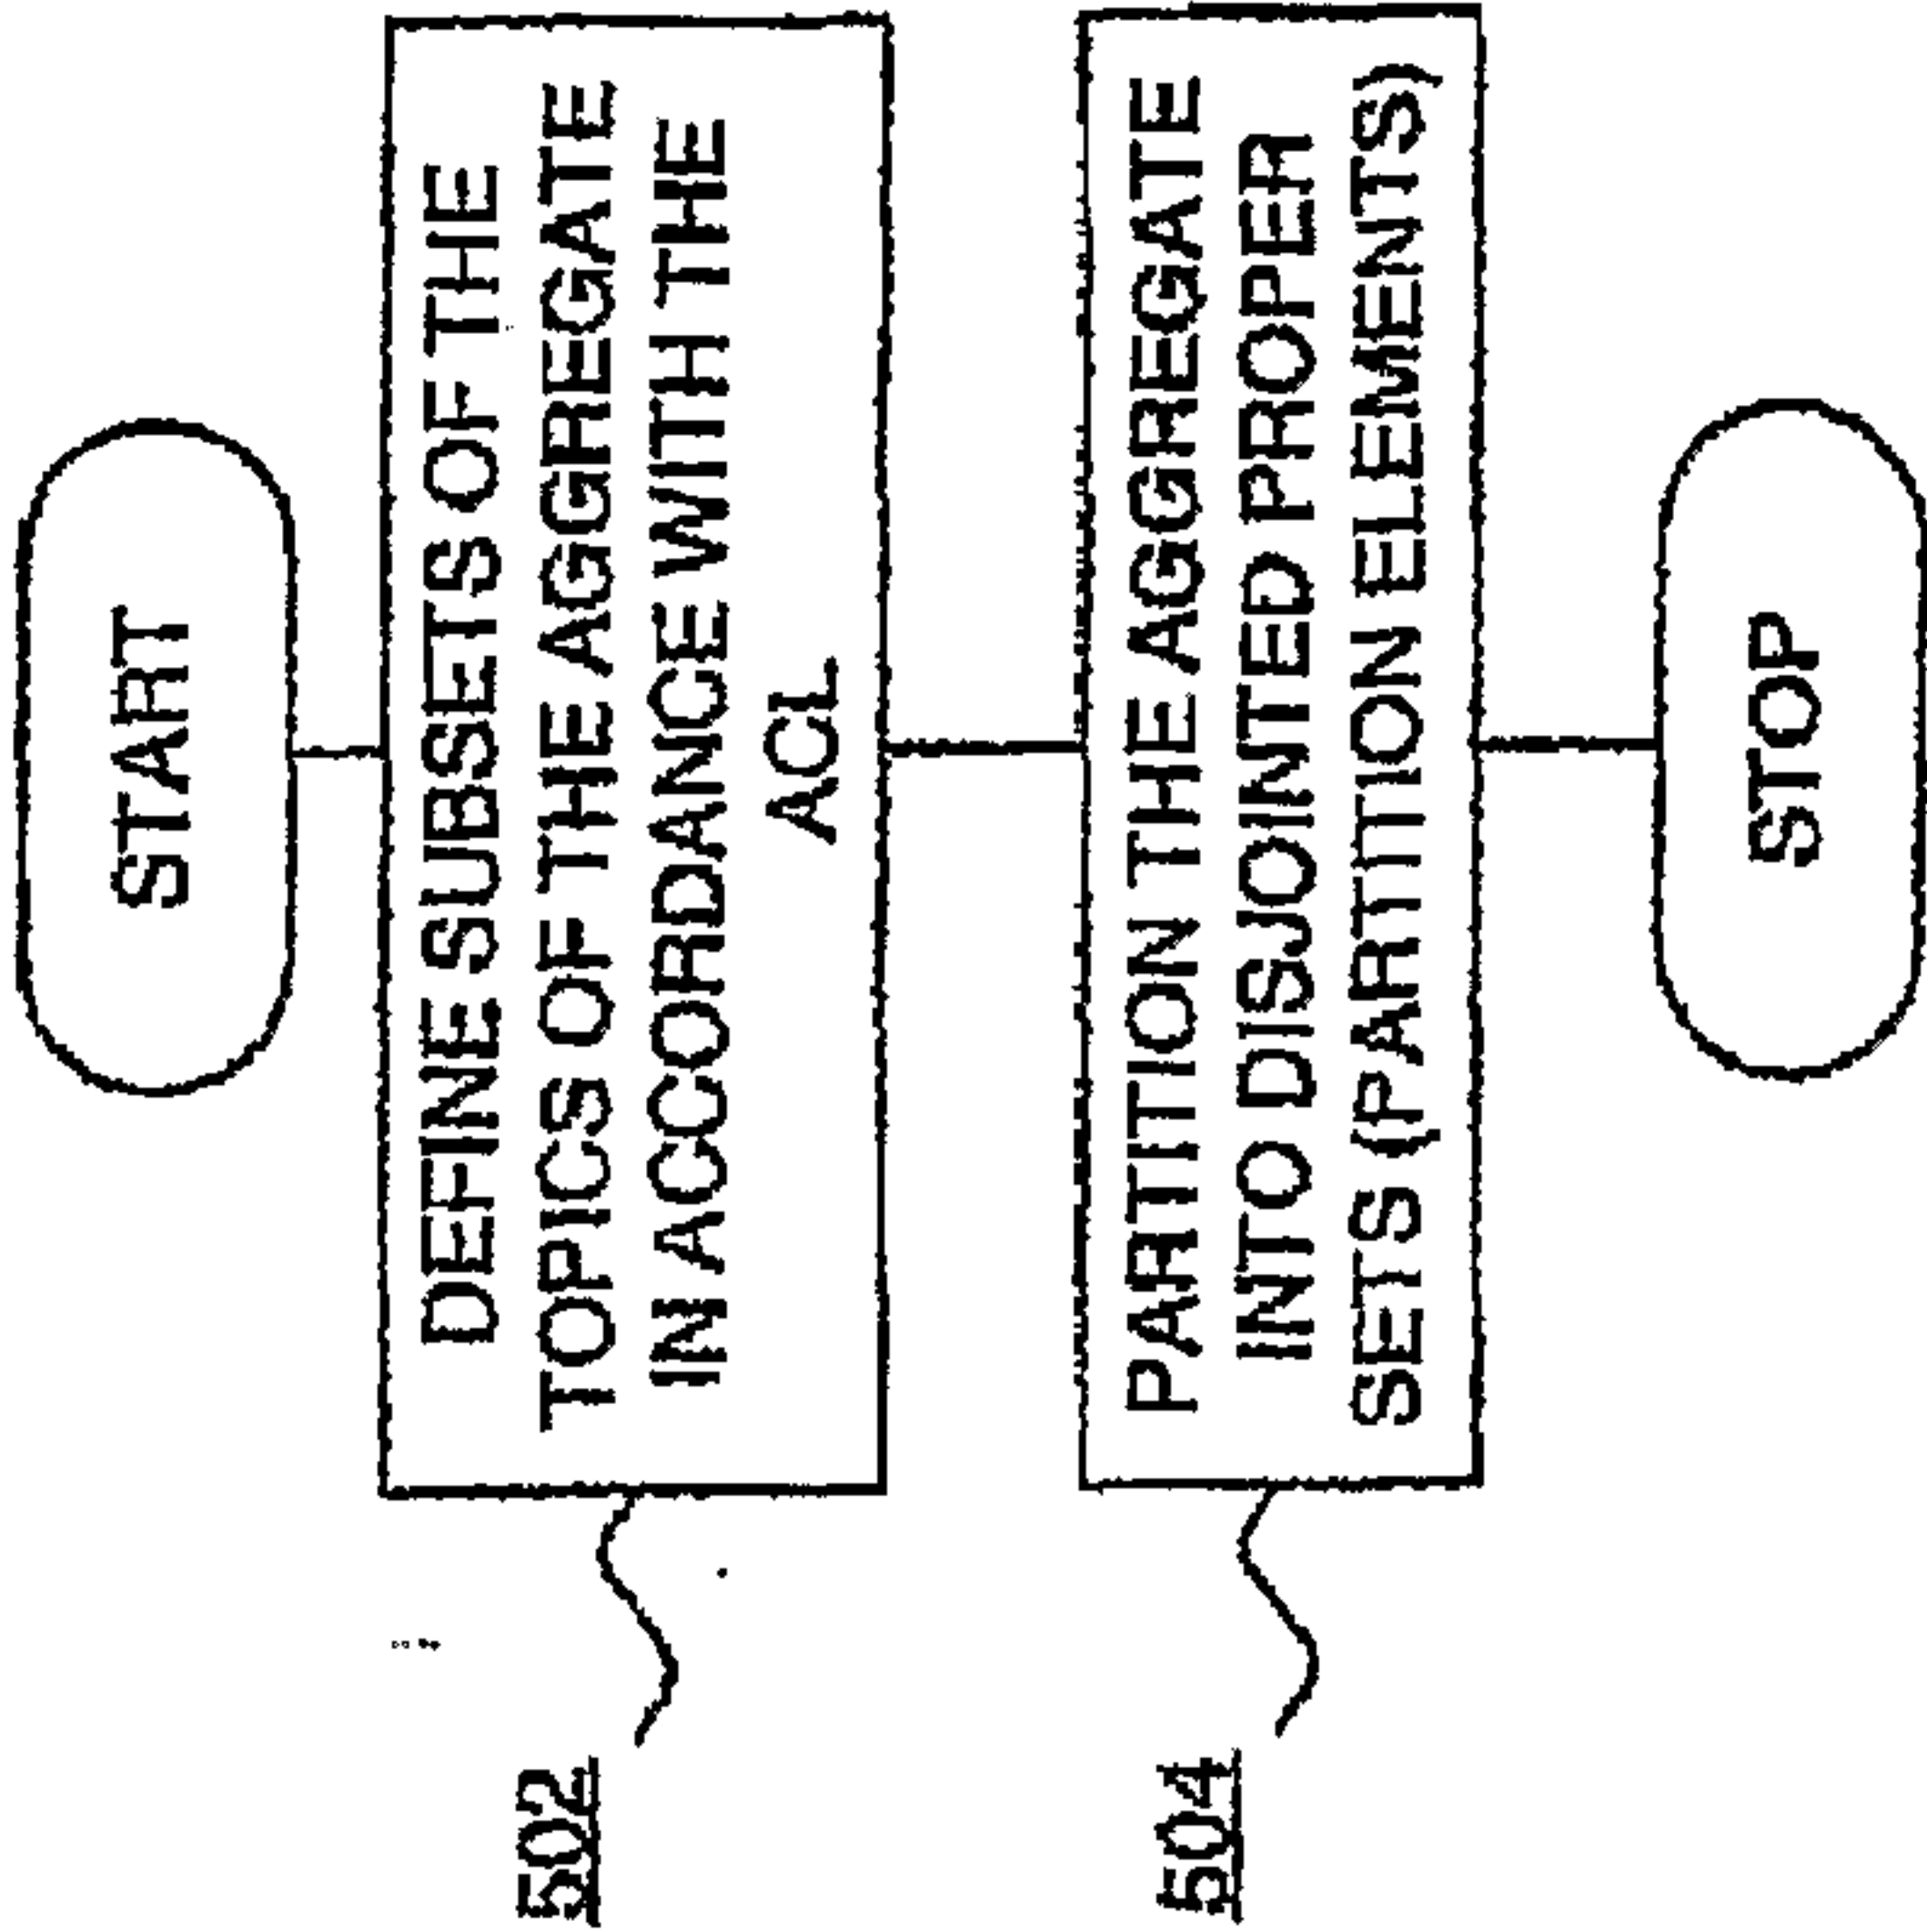 START
DEFINE SUBSETS OF THE
TOPICS OF THE AGGREGATE
IN ACCORDANCE WITH THE
ACL
502
PARTITION THE AGGREGATE
INTO DISJOINTED PROPER
SETS (PARTITION ELEMENTS)
504
STOP